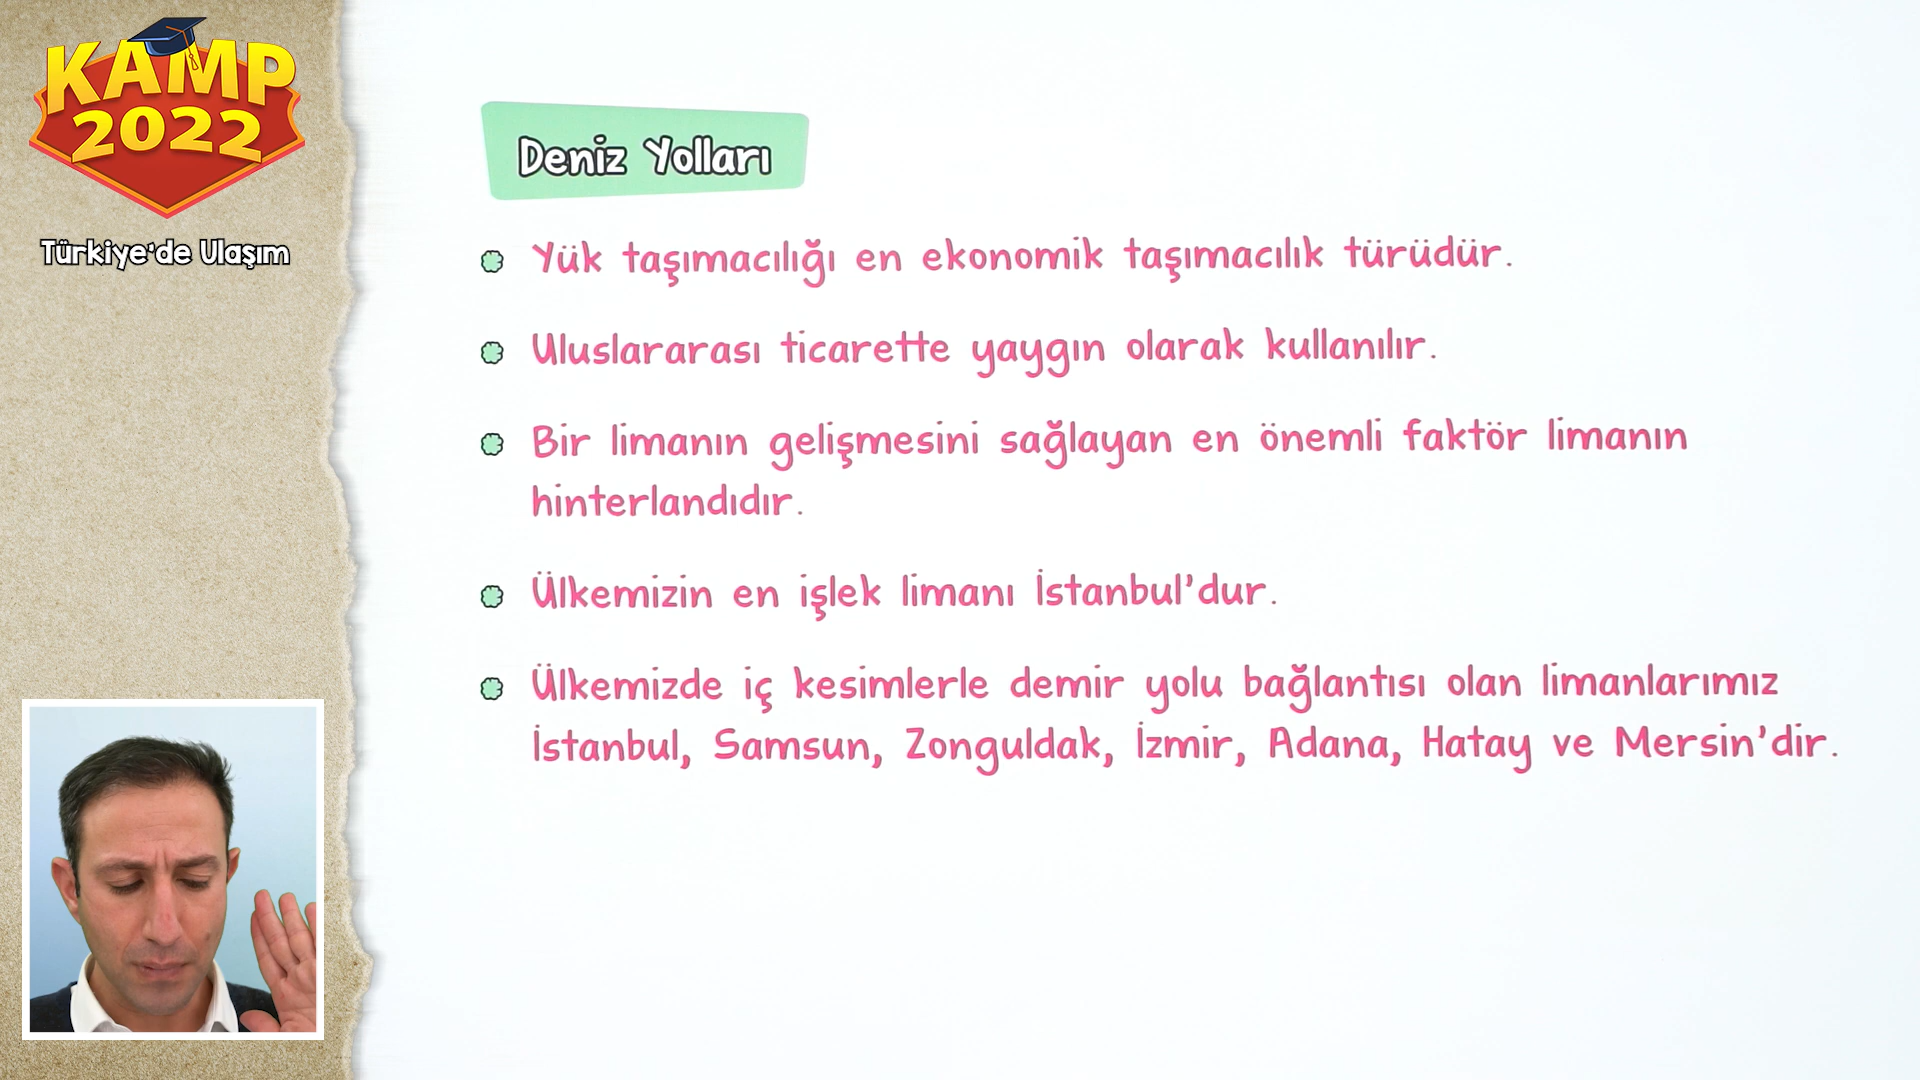 KAMP
2022
Türkiye'de Ulaşım
Deniz Yolları
Yük taşımacılığı en ekonomik taşımacılık türüdür.
Uluslararası ticarette yaygın olarak kullanılır.
Bir limanın gelişmesini sağlayan en önemli faktör limanın
hinterlandıdır.
Ülkemizin en işlek limanı İstanbul'dur.
Ülkemizde iç kesimlerle demir yolu bağlantısı olan limanlarımız
İstanbul, Samsun, Zonguldak, İzmir, Adana, Hatay ve Mersin'dir.